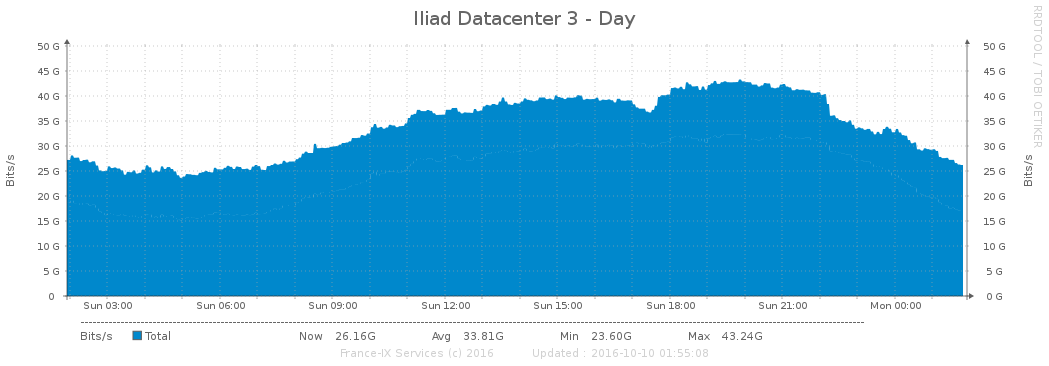 Iliad Datacenter 3 - Day
RRDTOOL / TOBI OETIKER
50 G 50 G
45 G 45 G
40 G 40 G
35 G 35 G
30 G 30 G
25 G 25 G
20 G 20 G
15 G 15 G
10 G 10 G
5 G 5 G
0 0 G
Bits/s Bits/s
Sun 03:00 Sun 06:00 Sun 09:00 Sun 12:00 Sun 15:00 Sun 18:00 Sun 21:00 Mon 00:00
Bits/s Total Now 26.16G Avg 33.81G Min 23.60G Max 43.24G
France-IX Services (c) 2016 Updated : 2016-10-10 01:55:08